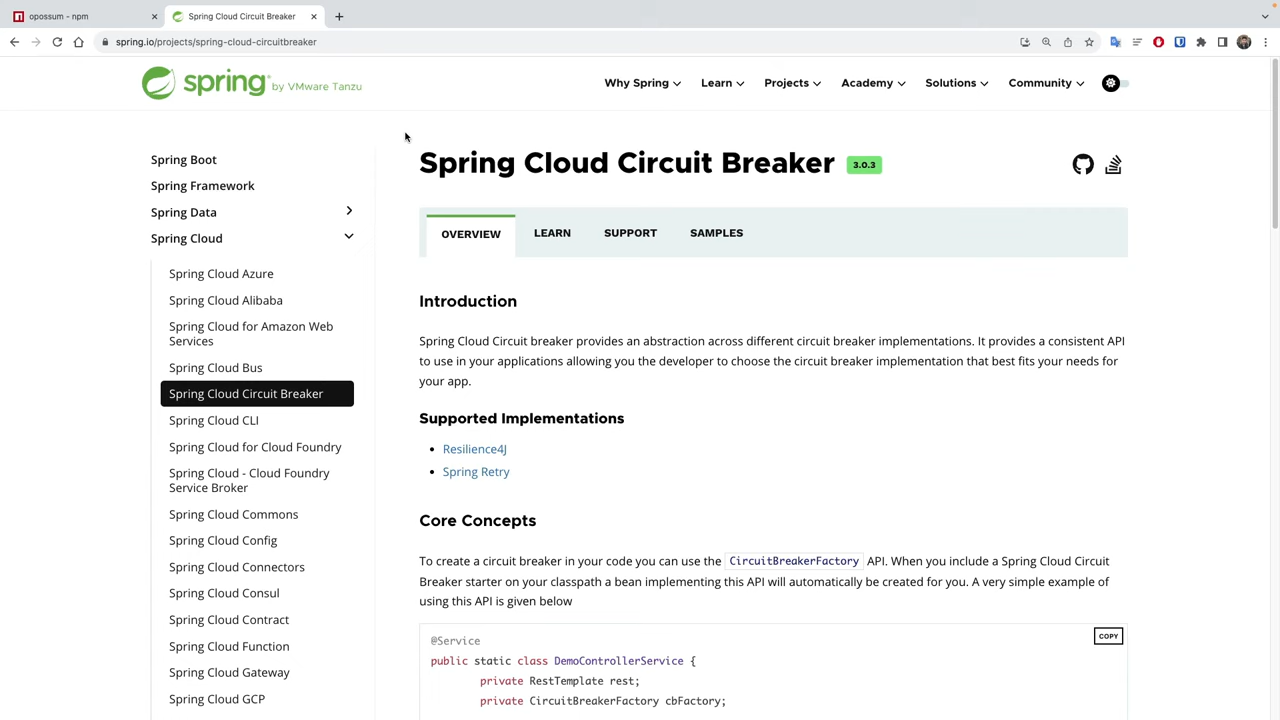 opossum - npm
Spring Cloud Circuit Breaker
spring.io/projects/spring-cloud-circuitbreaker
spring by VMware Tanzu
Why Spring
Learn
Projects
Academy
Solutions
Community
Spring Boot
Spring Framework
Spring Data
Spring Cloud
Spring Cloud Azure
Spring Cloud Alibaba
Spring Cloud for Amazon Web
Services
Spring Cloud Bus
Spring Cloud Circuit Breaker
Spring Cloud CLI
Spring Cloud for Cloud Foundry
Spring Cloud - Cloud Foundry
Service Broker
Spring Cloud Commons
Spring Cloud Config
Spring Cloud Connectors
Spring Cloud Consul
Spring Cloud Contract
Spring Cloud Function
Spring Cloud Gateway
Spring Cloud GCP
Spring Cloud Circuit Breaker 3.0.3
OVERVIEW
LEARN
SUPPORT
SAMPLES
Introduction
Spring Cloud Circuit breaker provides an abstraction across different circuit breaker implementations. It provides a consistent API
to use in your applications allowing you the developer to choose the circuit breaker implementation that best fits your needs for
your app.
Supported Implementations
Resilience4J
Spring Retry
Core Concepts
To create a circuit breaker in your code you can use the CircuitBreakerFactory API. When you include a Spring Cloud Circuit
Breaker starter on your classpath a bean implementing this API will automatically be created for you. A very simple example of
using this API is given below
COPY
@Service
public static class DemoControllerService {
private RestTemplate rest;
private CircuitBreakerFactory cbFactory;